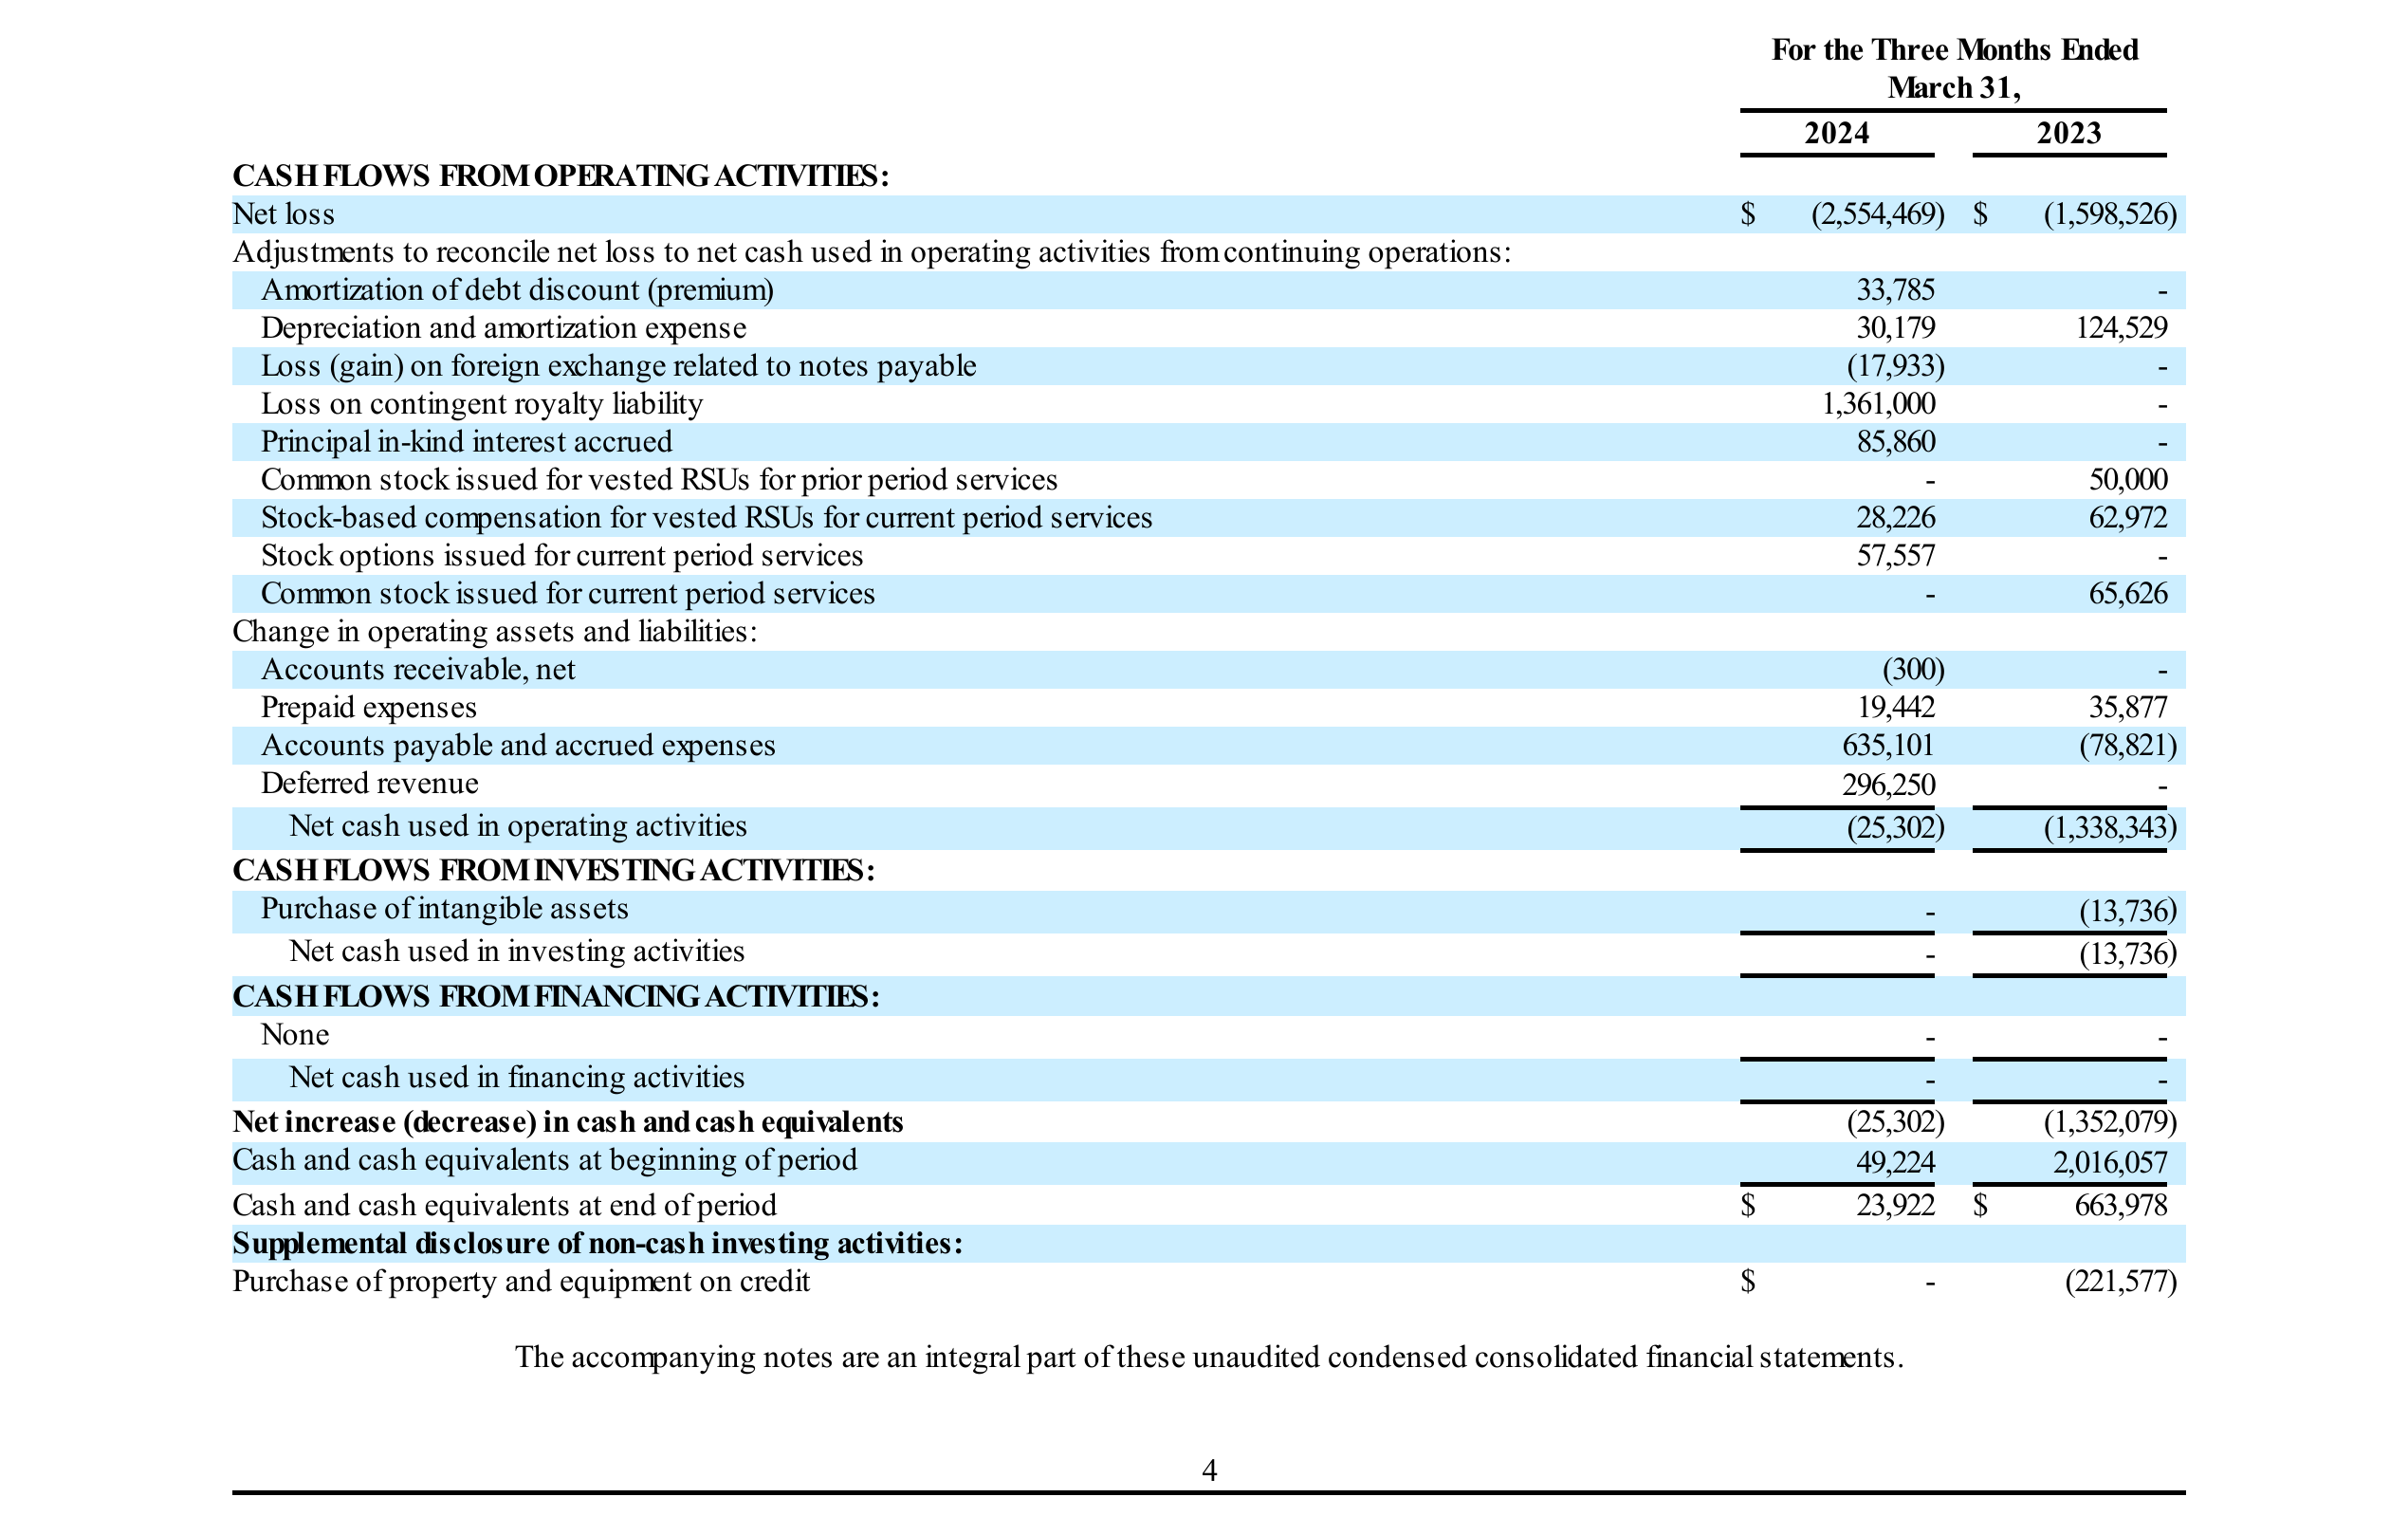 For the Three Months Ended
March 31,
2024 2023
CASH FLOWS FROM OPERATING ACTIVITIES:
Net loss $ (2,554,469) $ (1,598,526)
Adjustments to reconcile net loss to net cash used in operating activities from continuing operations:
Amortization of debt discount (premium) 33,785 -
Depreciation and amortization expense 30,179 124,529
Loss (gain) on foreign exchange related to notes payable (17,933) -
Loss on contingent royalty liability 1,361,000 -
Principal in-kind interest accrued 85,860 -
Common stock issued for vested RSUs for prior period services - 50,000
Stock-based compensation for vested RSUs for current period services 28,226 62,972
Stock options issued for current period services 57,557 -
Common stock issued for current period services - 65,626
Change in operating assets and liabilities:
Accounts receivable, net (300) -
Prepaid expenses 19,442 35,877
Accounts payable and accrued expenses 635,101 (78,821)
Deferred revenue 296,250 -
Net cash used in operating activities (25,302) (1,338,343)
CASH FLOWS FROM INVESTING ACTIVITIES:
Purchase of intangible assets - (13,736)
Net cash used in investing activities - (13,736)
CASH FLOWS FROM FINANCING ACTIVITIES:
None - -
Net cash used in financing activities - -
Net increase (decrease) in cash and cash equivalents (25,302) (1,352,079)
Cash and cash equivalents at beginning of period 49,224 2,016,057
Cash and cash equivalents at end of period $ 23,922 $ 663,978
Supplemental disclosure of non-cash investing activities:
Purchase of property and equipment on credit $ - (221,577)
The accompanying notes are an integral part of these unaudited condensed consolidated financial statements.
4